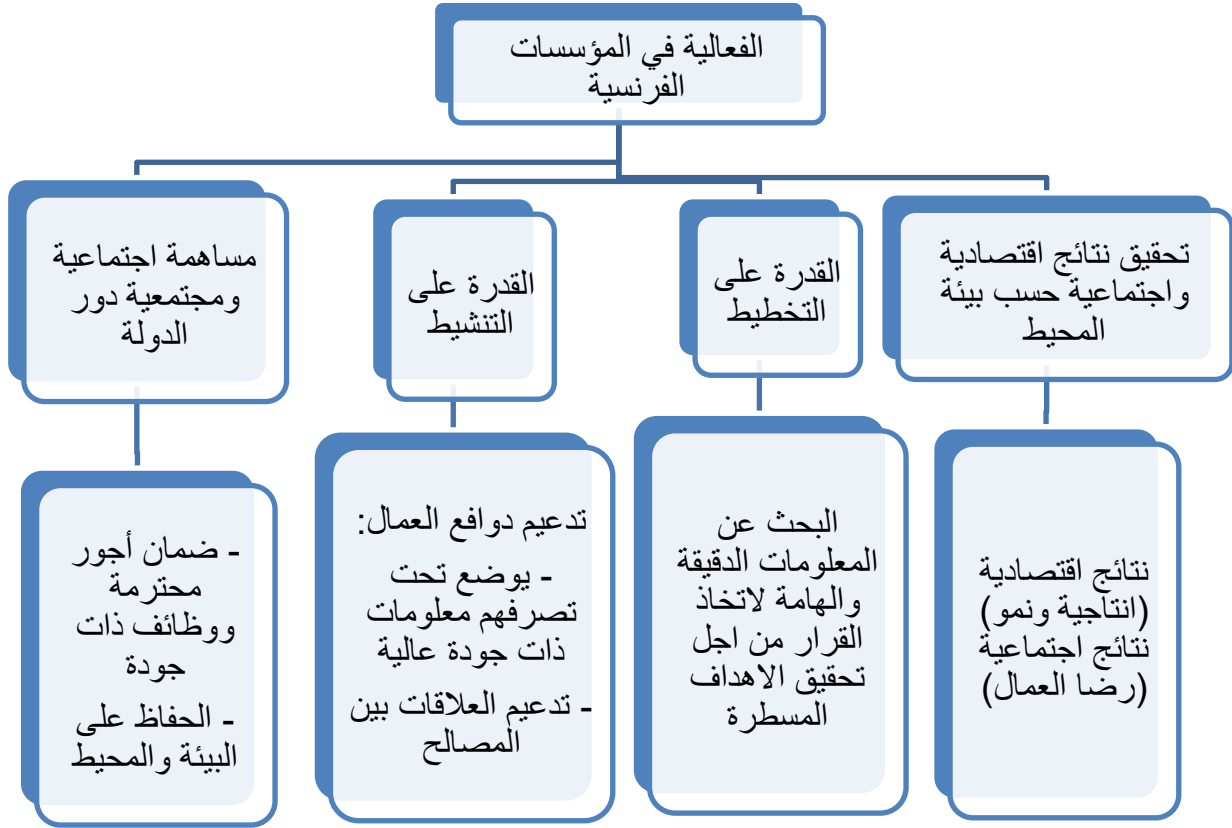 الفعالية في المؤسسات
الفرنسية
تحقيق نتائج اقتصادية
واجتماعية حسب بيئة
المحيط
القدرة على
التخطيط
القدرة على
التنشيط
مساهمة اجتماعية
ومجتمعية دور
الدولة
نتائج اقتصادية
(انتاجية ونمو)
نتائج اجتماعية
(رضا العمال)
البحث عن
المعلومات الدقيقة
والهامة لاتخاذ
القرار من اجل
تحقيق الاهداف
المسطرة
تدعيم دوافع العمال:
- يوضع تحت
تصرفهم معلومات
ذات جودة عالية
- تدعيم العلاقات بين
المصالح
- ضمان أجور
محترمة
ووظائف ذات
جودة
- الحفاظ على
البيئة والمحيط